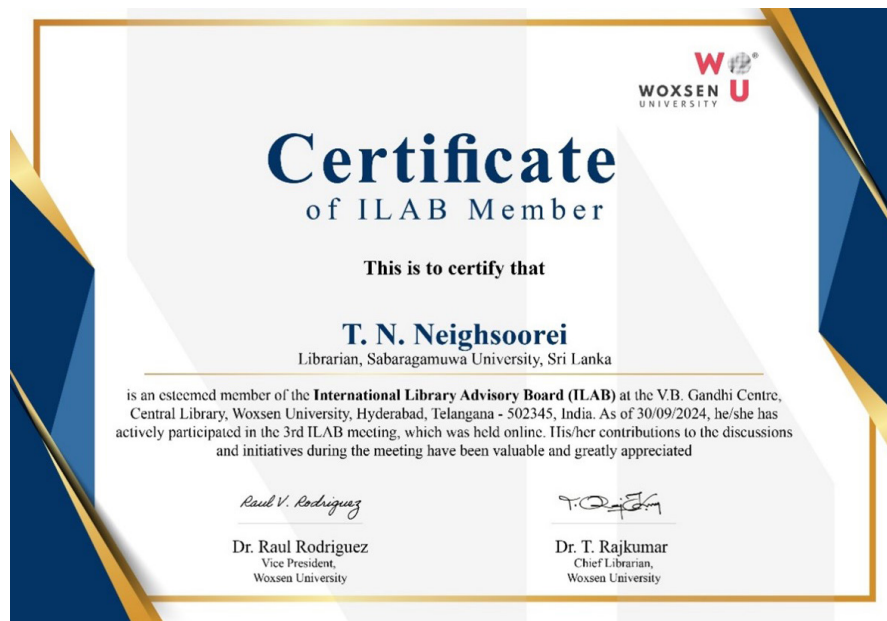 WOXSEN
UNIVERSITY
W
U
Certificate
of ILAB Member
This is to certify that
T. N. Neighsoorei
Librarian, Sabaragamuwa University, Sri Lanka
is an esteemed member of the International Library Advisory Board (ILAB) at the V.B. Gandhi Centre,
Central Library, Woxsen University, Hyderabad, Telangana - 502345, India. As of 30/09/2024, he/she has
actively participated in the 3rd ILAB meeting, which was held online. His/her contributions to the discussions
and initiatives during the meeting have been valuable and greatly appreciated
Raul V. Rodriguez
Dr. Raul Rodriguez
Vice President,
Woxsen University
Dr. T. Rajkumar
Chief Librarian,
Woxsen University